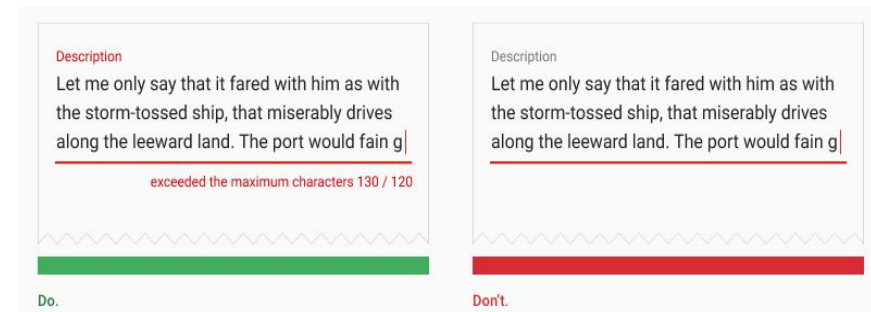 Description
Let me only say that it fared with him as with
the storm-tossed ship, that miserably drives
along the leeward land. The port would fain g
exceeded the maximum characters 130 / 120
Do.
Description
Let me only say that it fared with him as with
the storm-tossed ship, that miserably drives
along the leeward land. The port would fain g
Don't.